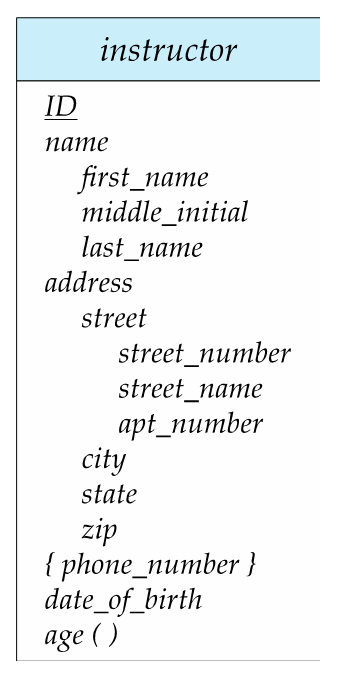 instructor
ID
name
first_name
middle_initial
last_name
address
street
street_number
street_name
apt_number
city
state
zip
{ phone_number }
date_of_birth
age ( )